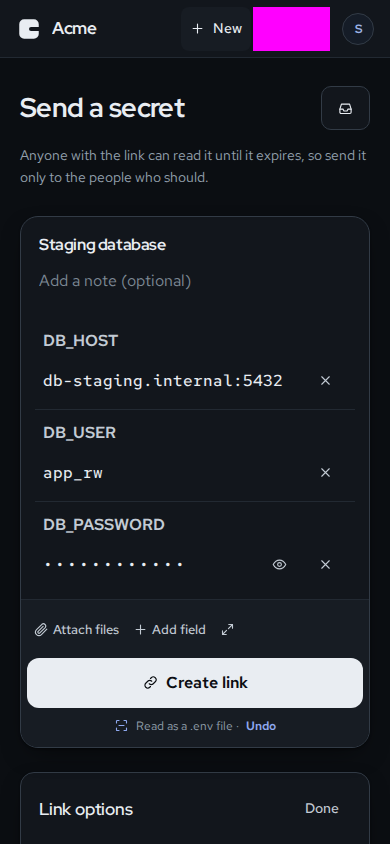 Acme
New
S
Send a secret
Anyone with the link can read it until it expires, so send it
only to the people who should.
Staging database
Add a note (optional)
DB_HOST
db-staging.internal:5432
DB_USER
app_rw
DB_PASSWORD
••••••••••••
Attach files
Add field
Create link
Read as a .env file · Undo
Link options
Done